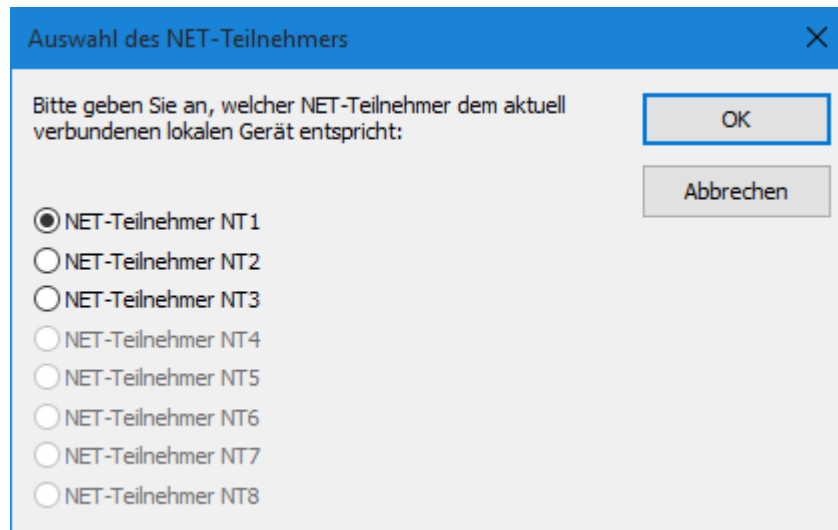 Auswahl des NET-Teilnehmers
Bitte geben Sie an, welcher NET-Teilnehmer dem aktuell
verbundenen lokalen Gerät entspricht:
OK
Abbrechen
NET-Teilnehmer NT1
NET-Teilnehmer NT2
NET-Teilnehmer NT3
NET-Teilnehmer NT4
NET-Teilnehmer NT5
NET-Teilnehmer NT6
NET-Teilnehmer NT7
NET-Teilnehmer NT8